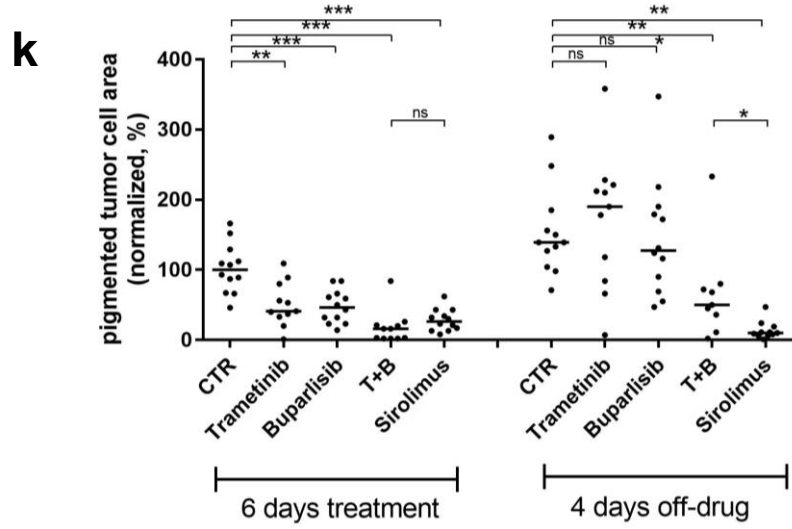 k
pigmented tumor cell area
(normalized, %)
400
300
200
100
0
***
***
***
**
ns
**
**
ns *
ns
*
CTR
Trametinib
Buparlisib
T+B
Sirolimus
CTR
Trametinib
Buparlisib
T+B
Sirolimus
6 days treatment
4 days off-drug